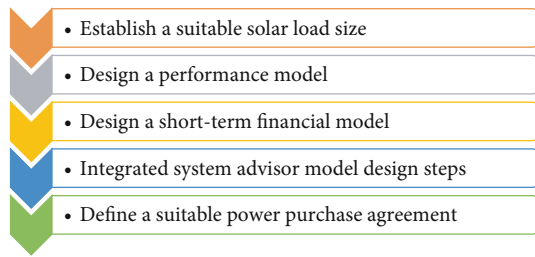 • Establish a suitable solar load size
• Design a performance model
• Design a short-term financial model
• Integrated system advisor model design steps
• Define a suitable power purchase agreement